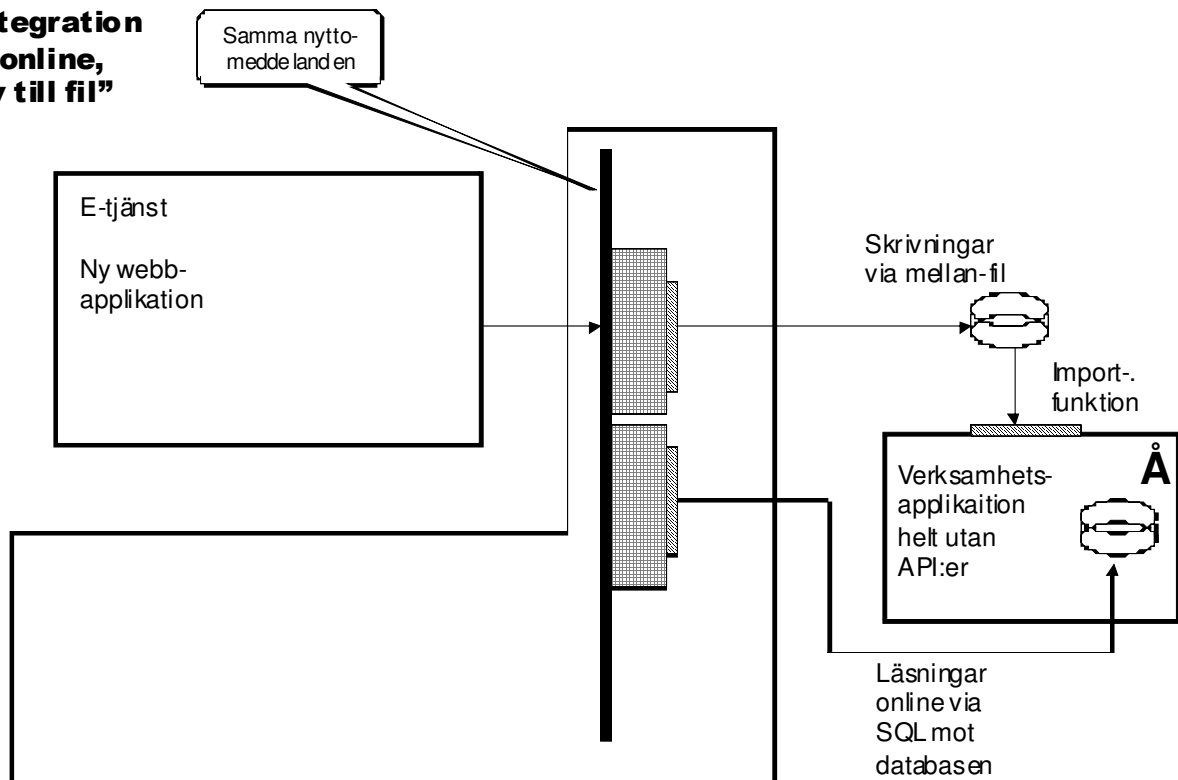 tegration
online,
v till fil”
Samma nytto-
meddelanden
E-tjänst
Ny webb-
applikation
Skrivningar
via mellan-fil
Import-.
funktion
Å
Verksamhets-
applikaition
helt utan
API:er
Läsningar
online via
SQL mot
databasen